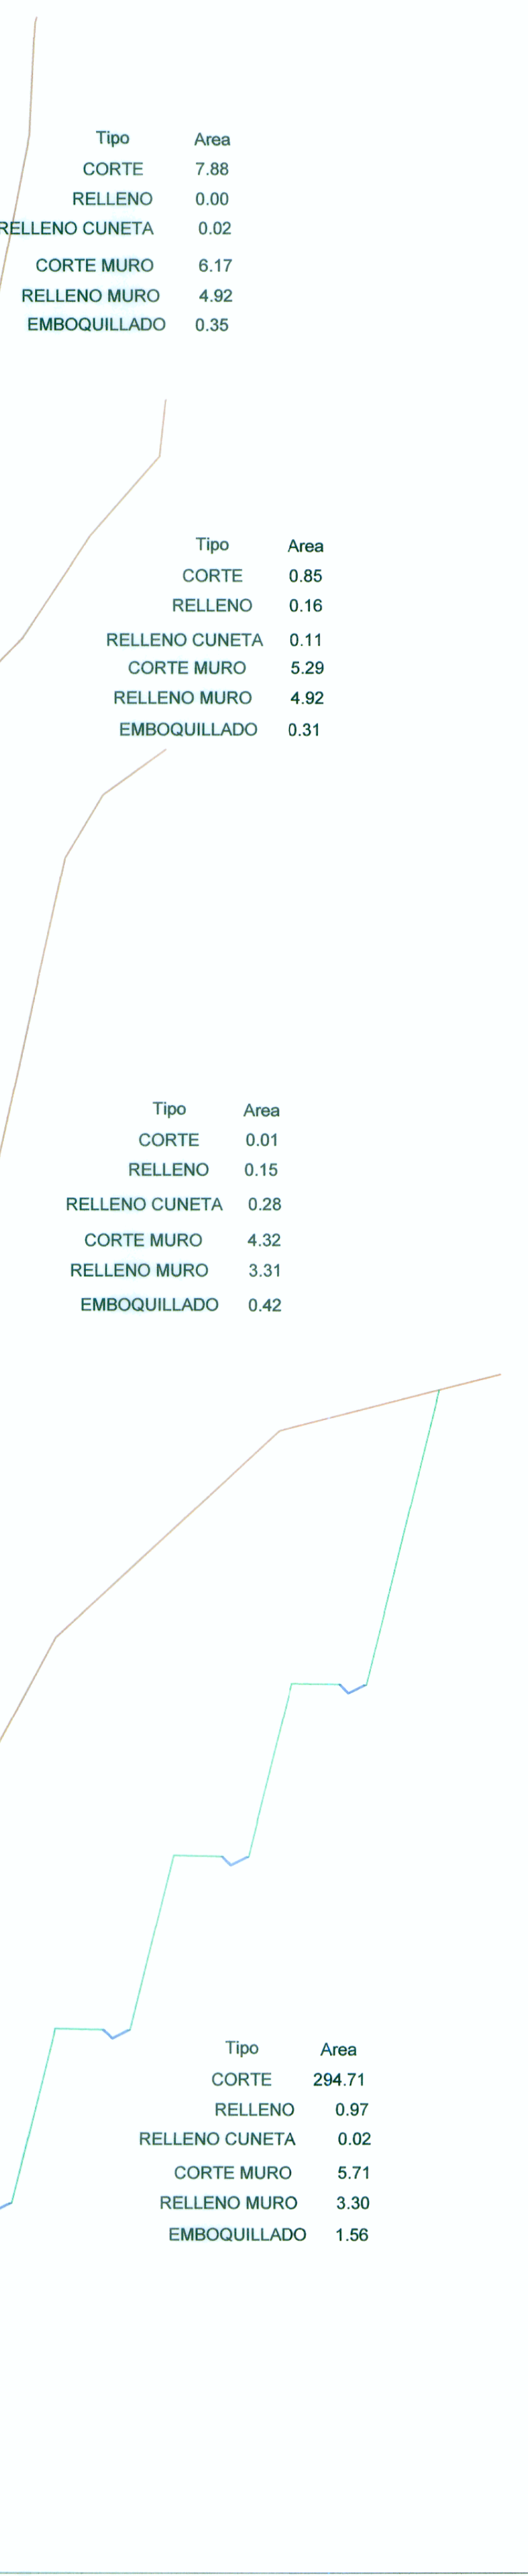 Tipo Area
CORTE 7.88
RELLENO 0.00
RELLENO CUNETA 0.02
CORTE MURO 6.17
RELLENO MURO 4.92
EMBOQUILLADO 0.35
Tipo Area
CORTE 0.85
RELLENO 0.16
RELLENO CUNETA 0.11
CORTE MURO 5.29
RELLENO MURO 4.92
EMBOQUILLADO 0.31
Tipo Area
CORTE 0.01
RELLENO 0.15
RELLENO CUNETA 0.28
CORTE MURO 4.32
RELLENO MURO 3.31
EMBOQUILLADO 0.42
Tipo Area
CORTE 294.71
RELLENO 0.97
RELLENO CUNETA 0.02
CORTE MURO 5.71
RELLENO MURO 3.30
EMBOQUILLADO 1.56